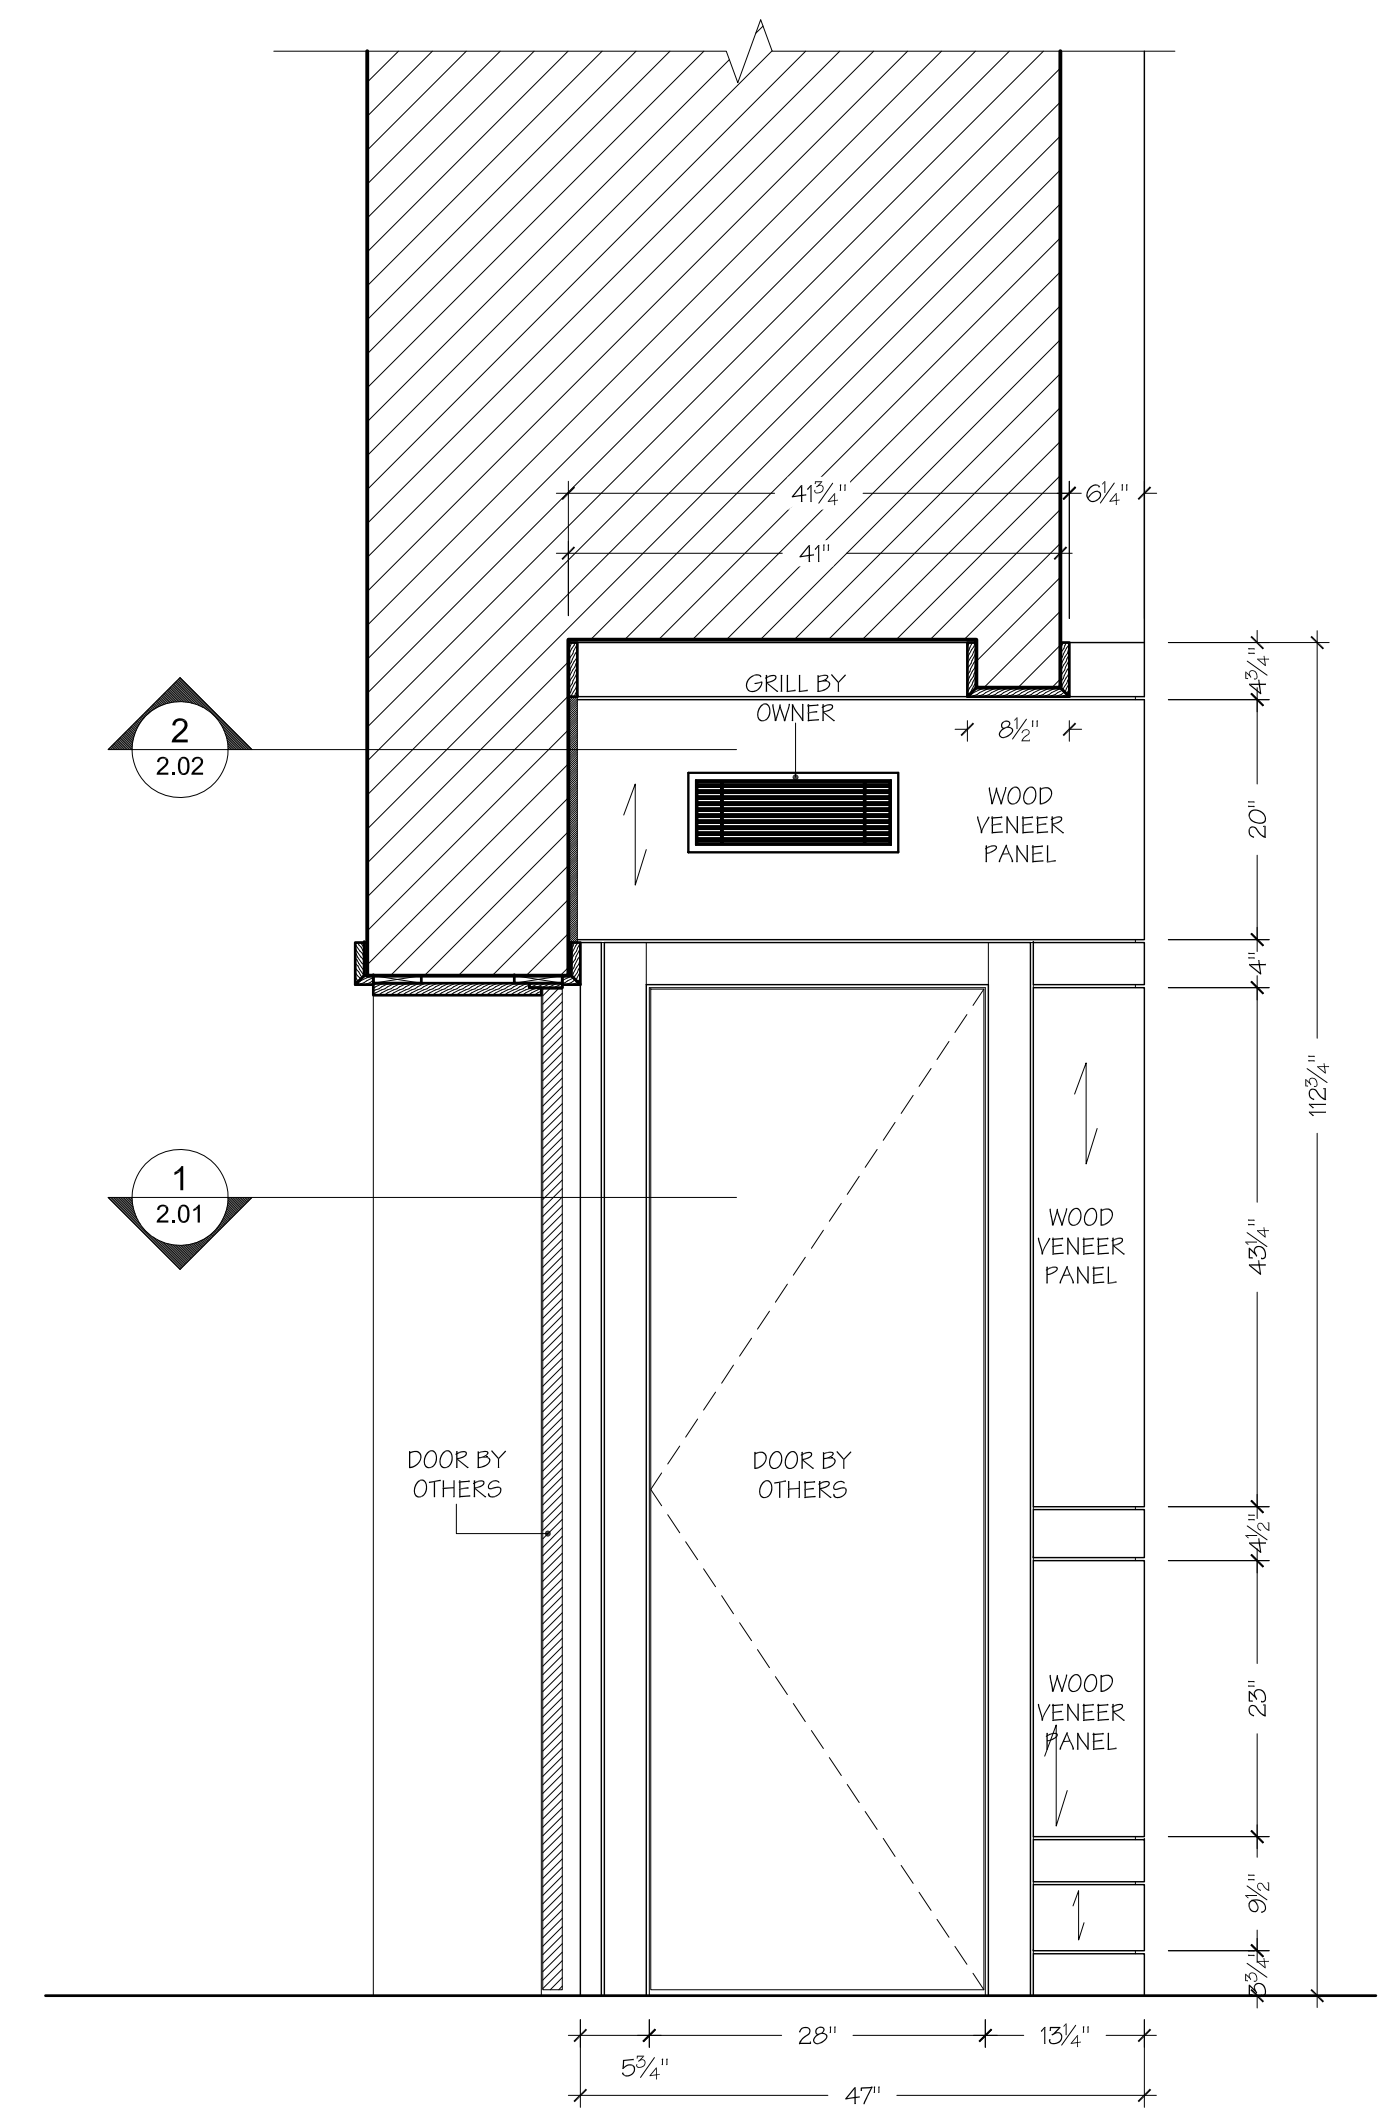 41¾"
6¼"
41"
4¾"
GRILL BY
OWNER
2
2.02
8½"
WOOD
VENEER
PANEL
20"
4"
112¾"
1
2.01
WOOD
VENEER
PANEL
43¼"
DOOR BY
OTHERS
DOOR BY
OTHERS
4½"
WOOD
VENEER
PANEL
23"
9½"
3¾"
28"
13¼"
5¾"
47"